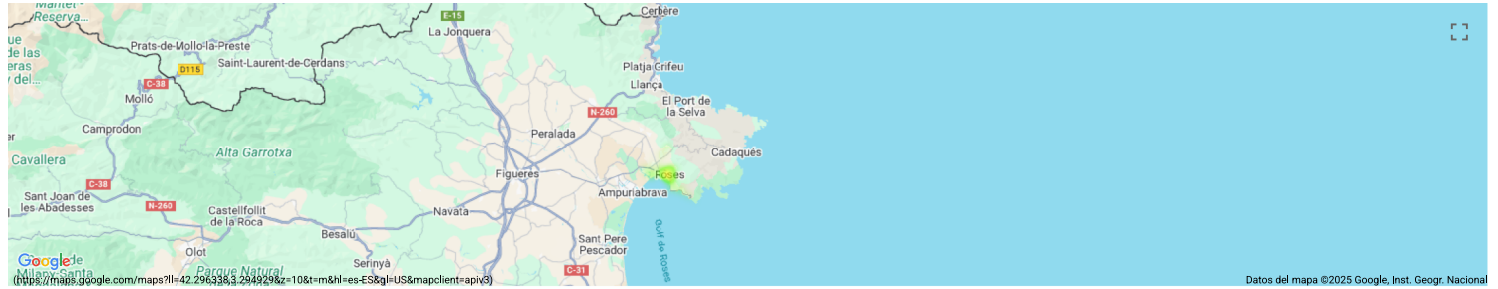 Mantet
Reserva...
Cerbère
E-15
La Jonquera
Prats-de-Mollo-la-Preste
Saint-Laurent-de-Cerdans
D115
C-38
Molló
Platja Grifeu
Llançà
El Port de
la Selva
N-260
Camprodon
Peralada
Alta Garrotxa
Cavallera
Cadaqués
Figueres
Roses
C-38
Sant Joan de
les Abadesses
N-260
Ampuriabrava
Castellfollit
de la Roca
Navata
Besalú
Golf de Roses
Olot
Sant Pere
Pescador
Serinyà
C-31
Google
Parque Natural
(https://maps.google.com/maps?ll=42.296338,3.294929&z=10&t=m&hl=es-ES&gl=US&mapclient=apiv3)
Datos del mapa ©2025 Google, Inst. Geogr. Nacional